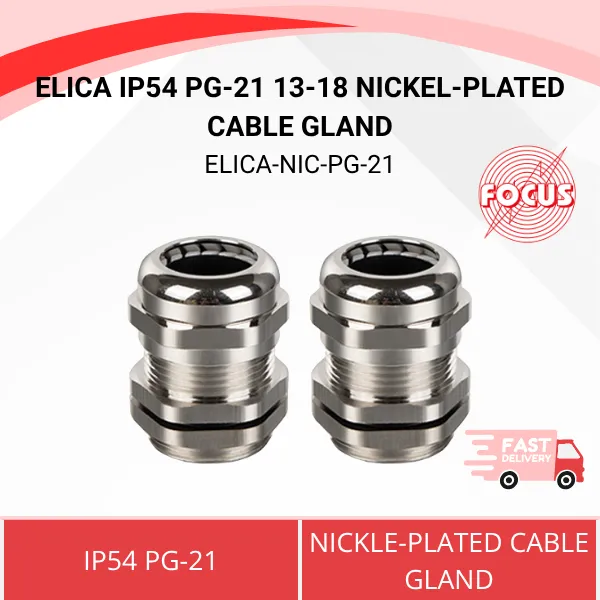 ELICA IP54 PG-21 13-18 NICKEL-PLATED
CABLE GLAND
ELICA-NIC-PG-21
FOCUS
FAST
DELIVERY
IP54 PG-21
NICKLE-PLATED CABLE
GLAND